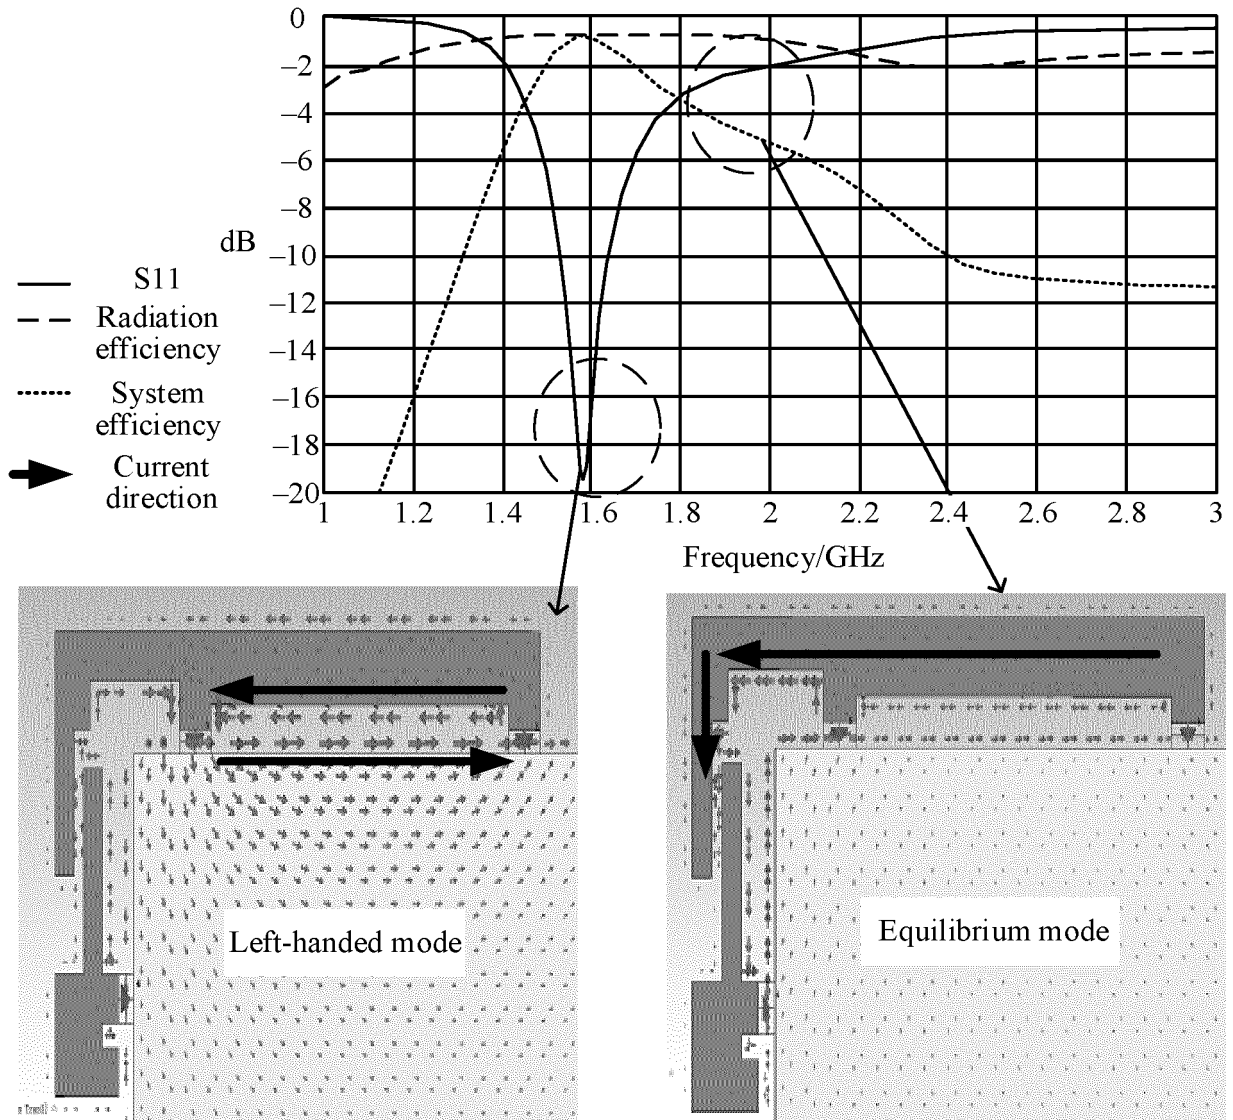 0
–2
–4
–6
–8
dB
–10
–12
–14
–16
–18
–20
1 1.2 1.4 1.6 1.8 2 2.2 2.4 2.6 2.8 3
Frequency/GHz
S11
Radiation
efficiency
System
efficiency
Current
direction
Left-handed mode
Equilibrium mode